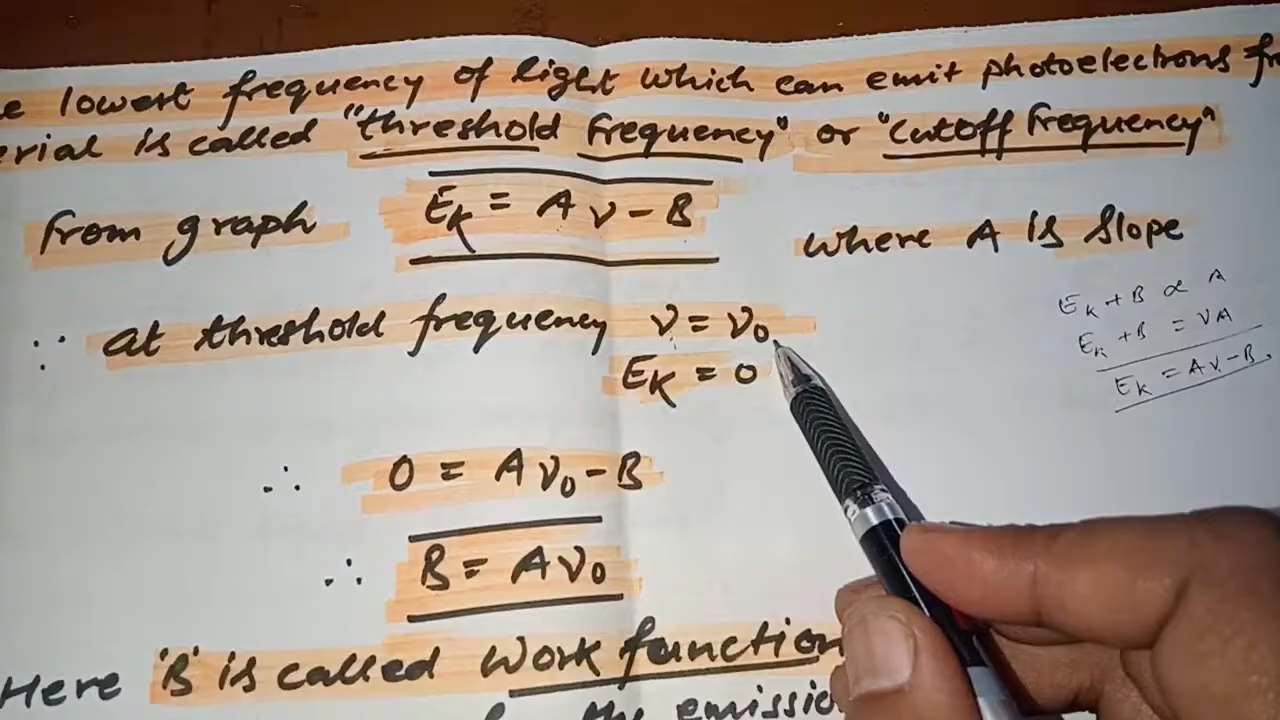 lowest frequency of light which can emit photoelectrons
is called "threshold frequency" or "cutoff frequency"
from graph Eₖ = Aν − B where A is slope
∵ at threshold frequency ν = ν₀
Eₖ = 0
Eₖ + B ∝ A
Eₖ + B = νA
Eₖ = Aν − B
∴ 0 = Aν₀ − B
∴ B = Aν₀
Here 'B' is called work function
the